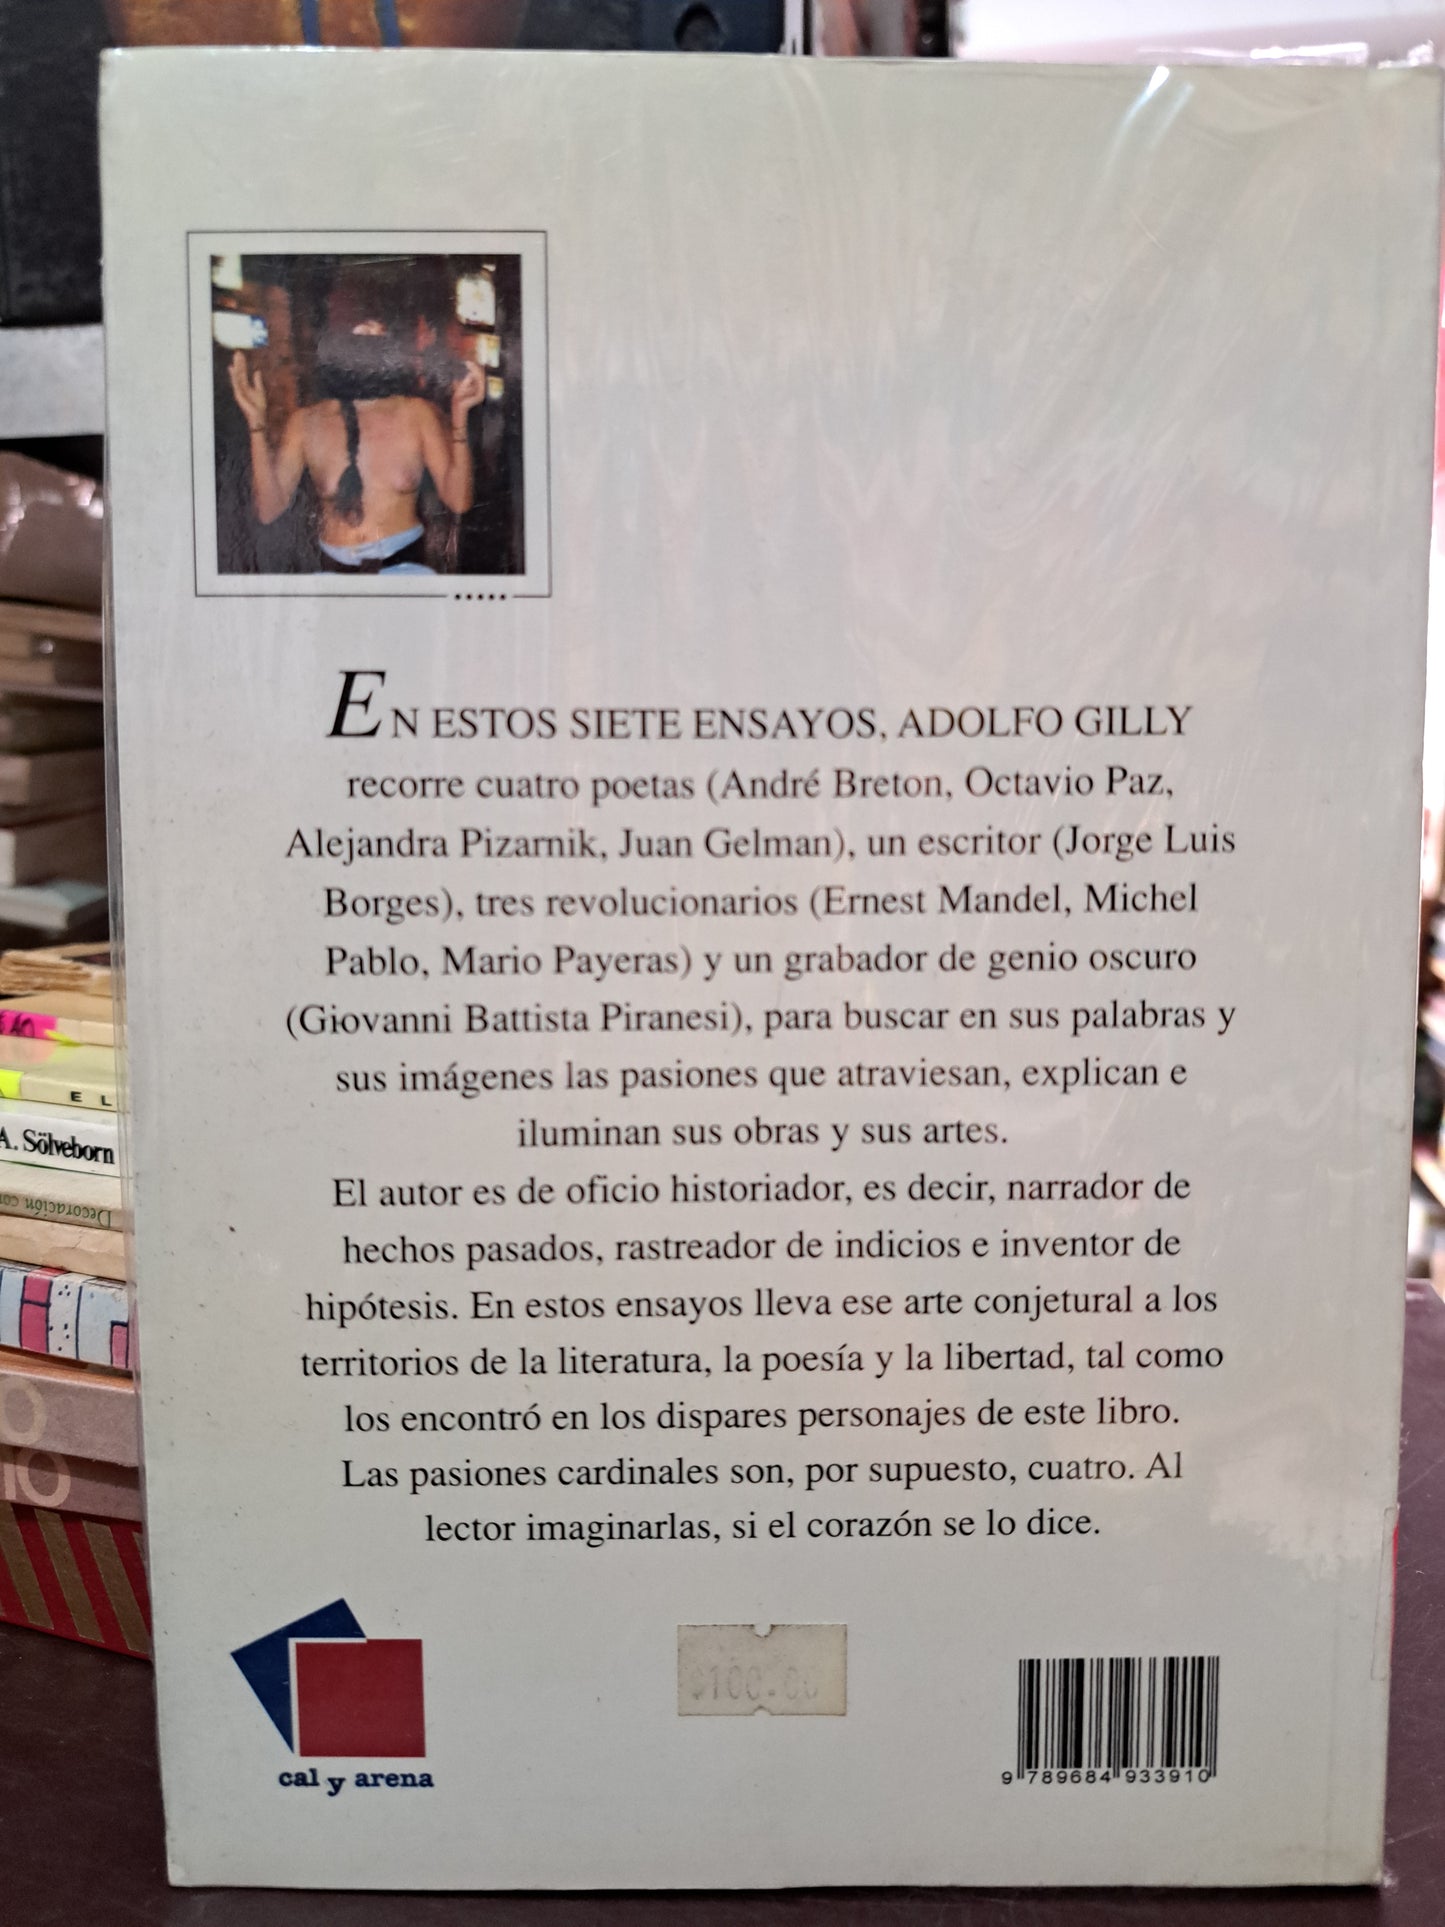 EN ESTOS SIETE ENSAYOS, ADOLFO GILLY
recorre cuatro poetas (André Breton, Octavio Paz,
Alejandra Pizarnik, Juan Gelman), un escritor (Jorge Luis
Borges), tres revolucionarios (Ernest Mandel, Michel
Pablo, Mario Payeras) y un grabador de genio oscuro
(Giovanni Battista Piranesi), para buscar en sus palabras y
sus imágenes las pasiones que atraviesan, explican e
iluminan sus obras y sus artes.
El autor es de oficio historiador, es decir, narrador de
hechos pasados, rastreador de indicios e inventor de
hipótesis. En estos ensayos lleva ese arte conjetural a los
territorios de la literatura, la poesía y la libertad, tal como
los encontró en los dispares personajes de este libro.
Las pasiones cardinales son, por supuesto, cuatro. Al
lector imaginarlas, si el corazón se lo dice.
$100.00
cal y arena
9 789684 933910
E L
A. Sölveborn
Decoración